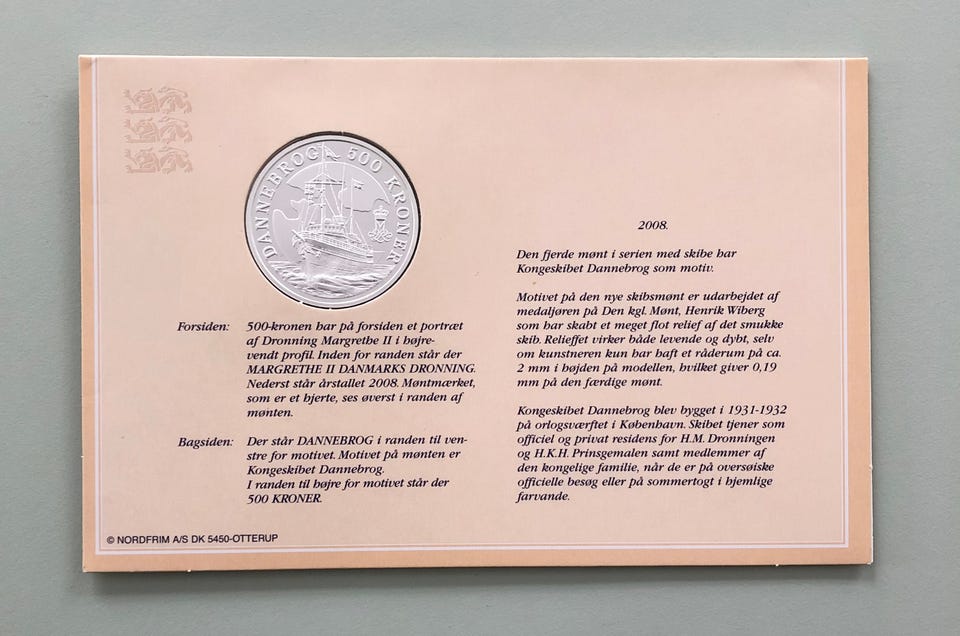 DANNEBROG 500 KRONER
Forsiden: 500-kronen har på forsiden et portræt
af Dronning Margrethe II i højre-
vendt profil. Inden for randen står der
MARGRETHE II DANMARKS DRONNING.
Nederst står årstallet 2008. Møntmærket,
som er et hjerte, ses øverst i randen af
mønten.
Bagsiden: Der står DANNEBROG i randen til ven-
stre for motivet. Motivet på mønten er
Kongeskibet Dannebrog.
I randen til højre for motivet står der
500 KRONER.
© NORDFRIM A/S DK 5450-OTTERUP
2008.
Den fjerde mønt i serien med skibe har
Kongeskibet Dannebrog som motiv.
Motivet på den nye skibsmønt er udarbejdet af
medaljøren på Den kgl. Mønt, Henrik Wiberg
som har skabt et meget flot relief af det smukke
skib. Relieffet virker både levende og dybt, selv
om kunstneren kun har haft et råderum på ca.
2 mm i højden på modellen, hvilket giver 0,19
mm på den færdige mønt.
Kongeskibet Dannebrog blev bygget i 1931-1932
på orlogsværftet i København. Skibet tjener som
officiel og privat residens for H.M. Dronningen
og H.K.H. Prinsgemalen samt medlemmer af
den kongelige familie, når de er på oversøiske
officielle besøg eller på sommertogt i hjemlige
farvande.